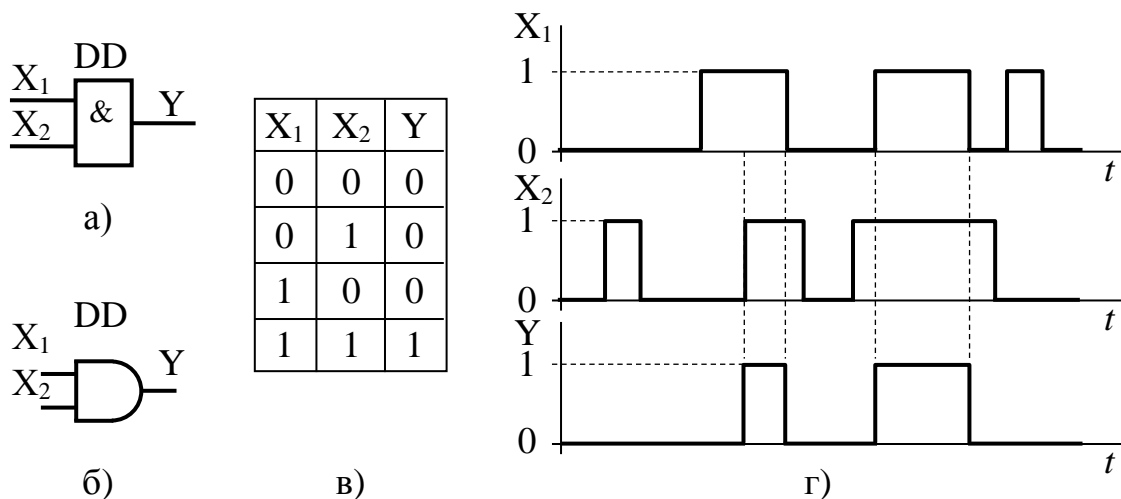 DD
X₁
X₂
&
Y
а)
DD
X₁
X₂
Y
б)
X₁ X₂ Y
0 0 0
0 1 0
1 0 0
1 1 1
в)
X₁
1
0
t
X₂
1
0
t
Y
1
0
t
г)